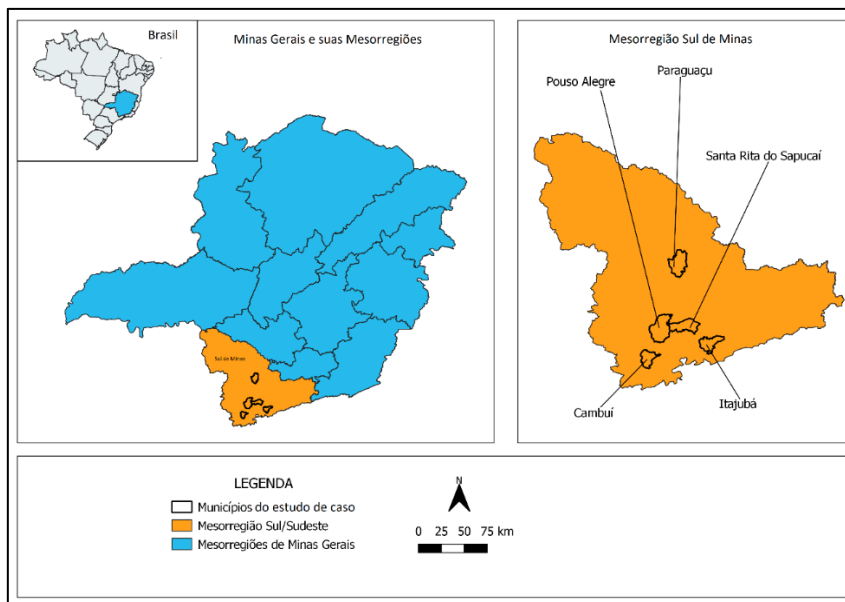 Brasil
Minas Gerais e suas Mesorregiões
Sul de Minas
Mesorregião Sul de Minas
Paraguaçu
Pouso Alegre
Santa Rita do Sapucaí
Cambuí
Itajubá
LEGENDA
Municípios do estudo de caso
Mesorregião Sul/Sudeste
Mesorregiões de Minas Gerais
N
0 25 50 75 km